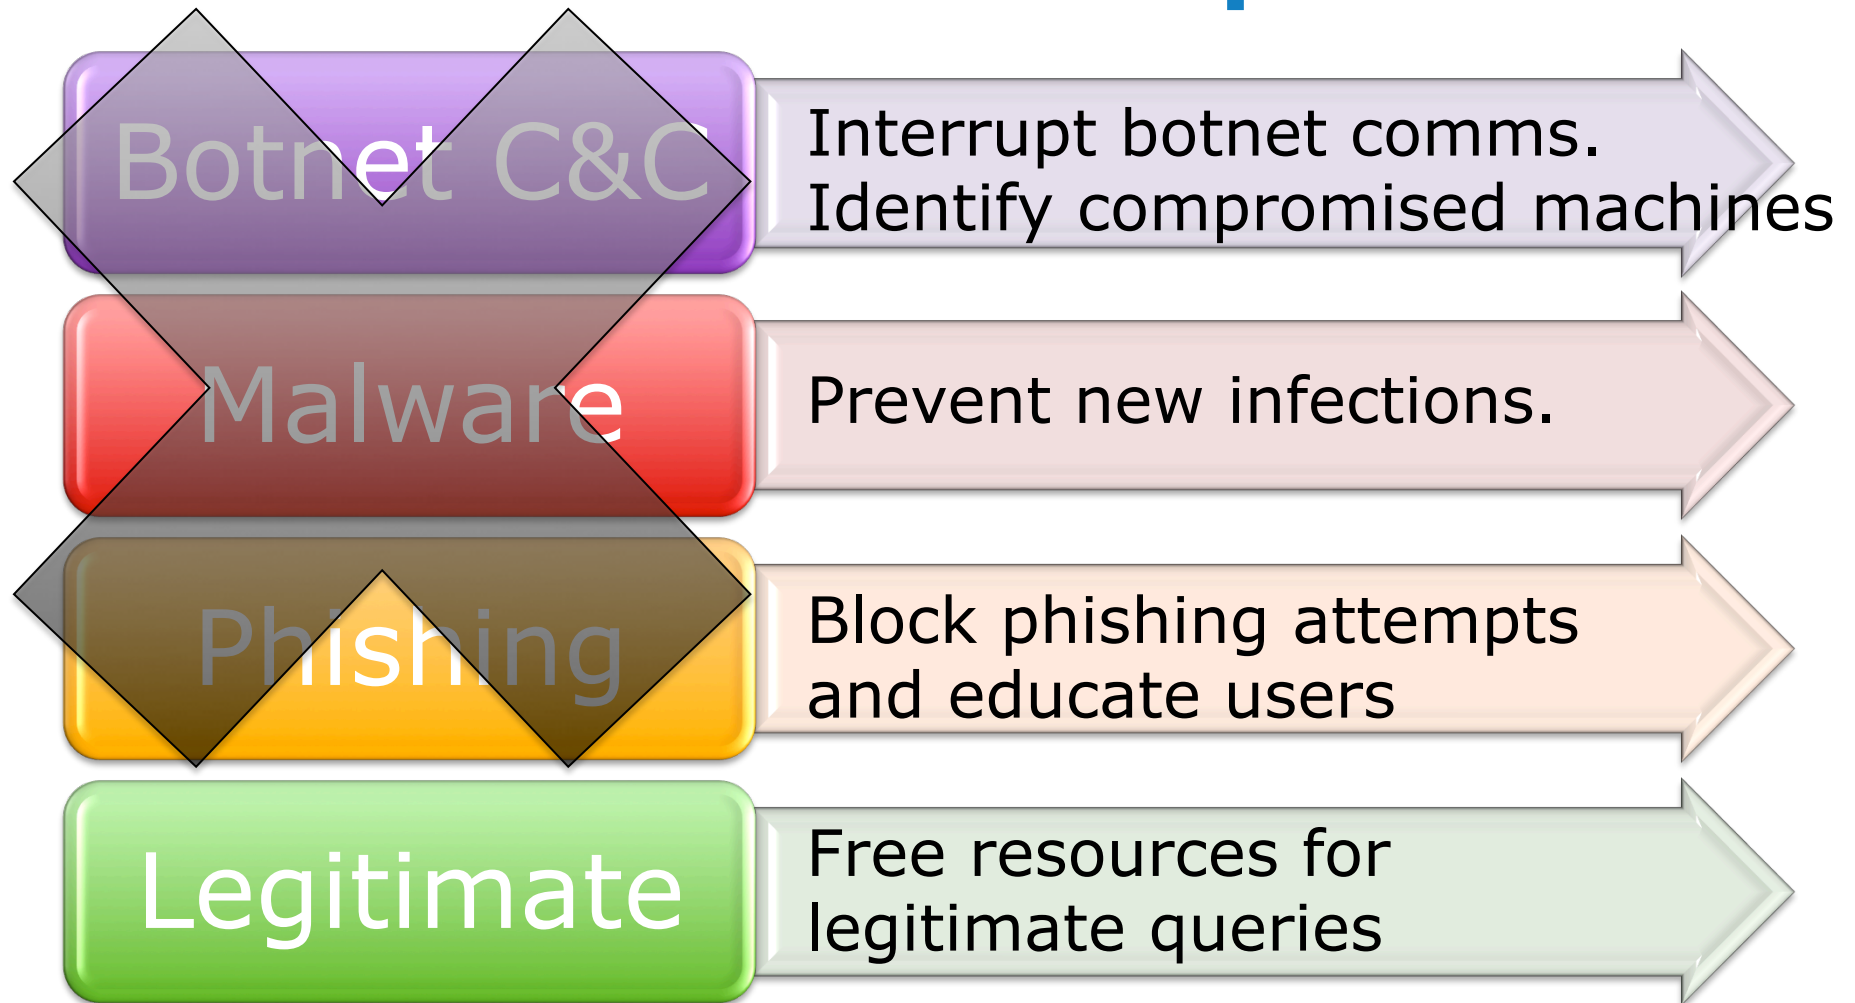 Botnet C&C
Interrupt botnet comms.
Identify compromised machines
Malware
Prevent new infections.
Phishing
Block phishing attempts
and educate users
Legitimate
Free resources for
legitimate queries